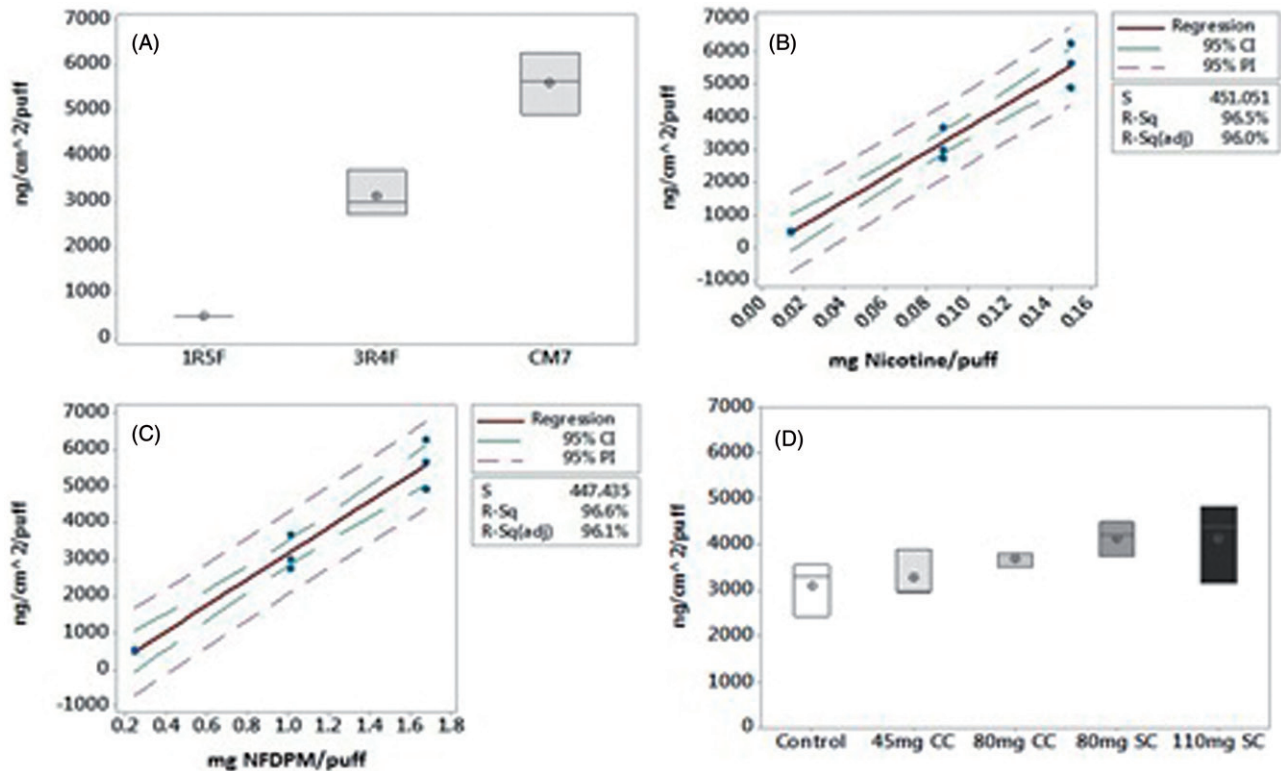 (A)
ng/cm^2/puff
7000
6000
5000
4000
3000
2000
1000
0
1R5F 3R4F CM7
(B)
ng/cm^2/puff
7000
6000
5000
4000
3000
2000
1000
0
-1000
0.00 0.02 0.04 0.06 0.08 0.10 0.12 0.14 0.16
mg Nicotine/puff
Regression
95% CI
95% PI
S 451.051
R-Sq 96.5%
R-Sq(adj) 96.0%
(C)
ng/cm^2/puff
7000
6000
5000
4000
3000
2000
1000
0
-1000
0.2 0.4 0.6 0.8 1.0 1.2 1.4 1.6 1.8
mg NFDPM/puff
Regression
95% CI
95% PI
S 447.435
R-Sq 96.6%
R-Sq(adj) 96.1%
(D)
ng/cm^2/puff
7000
6000
5000
4000
3000
2000
1000
0
Control 45mg CC 80mg CC 80mg SC 110mg SC